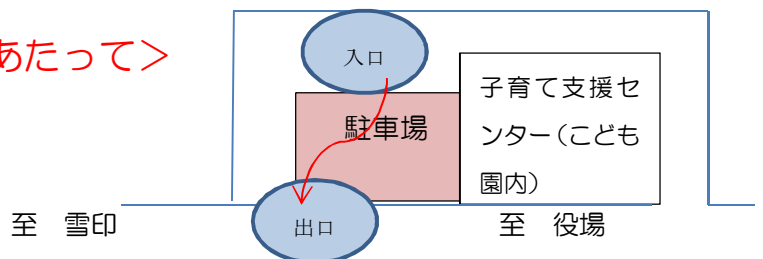 あたって＞
入口
駐車場
子育て支援セ
ンター（こども
園内）
至　雪印
出口
至　役場